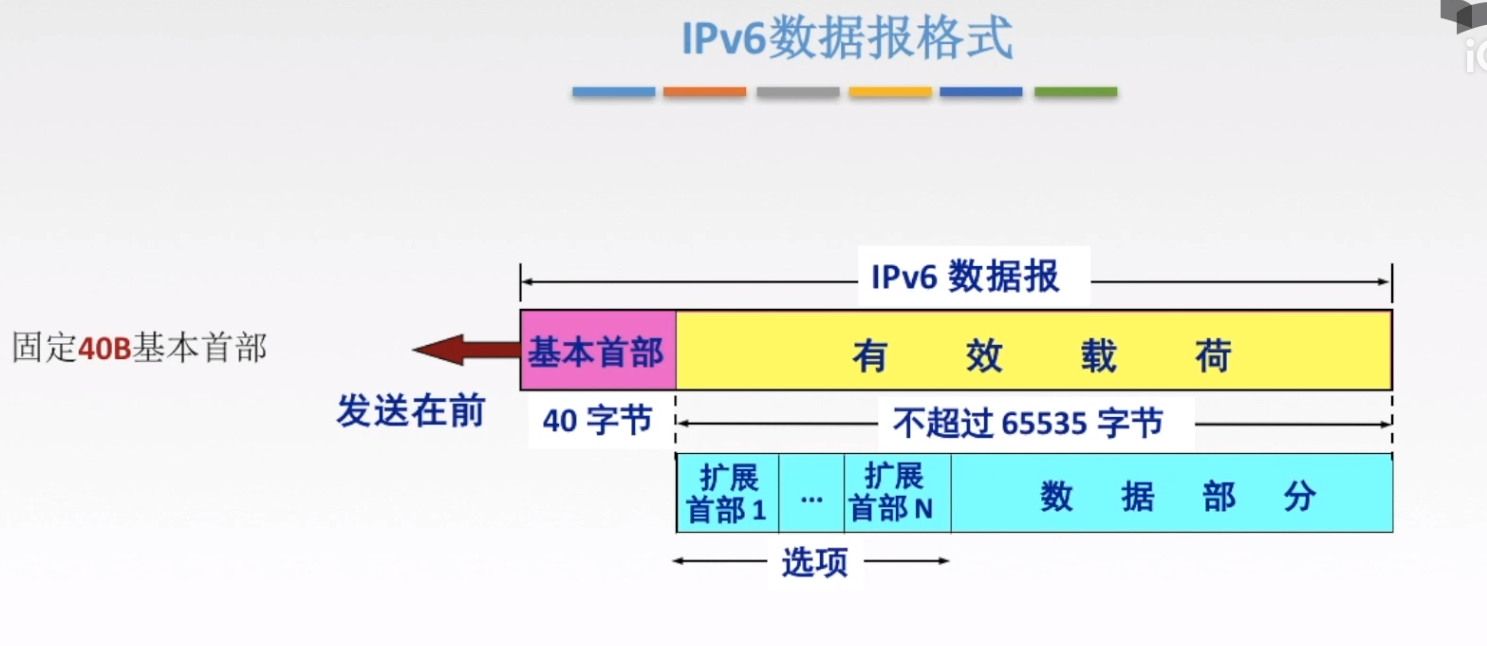 IPv6数据报格式
IPv6 数据报
固定40B基本首部
基本首部
有 效 载 荷
发送在前
40 字节
不超过 65535 字节
扩展
首部 1
...
扩展
首部 N
数 据 部 分
选项